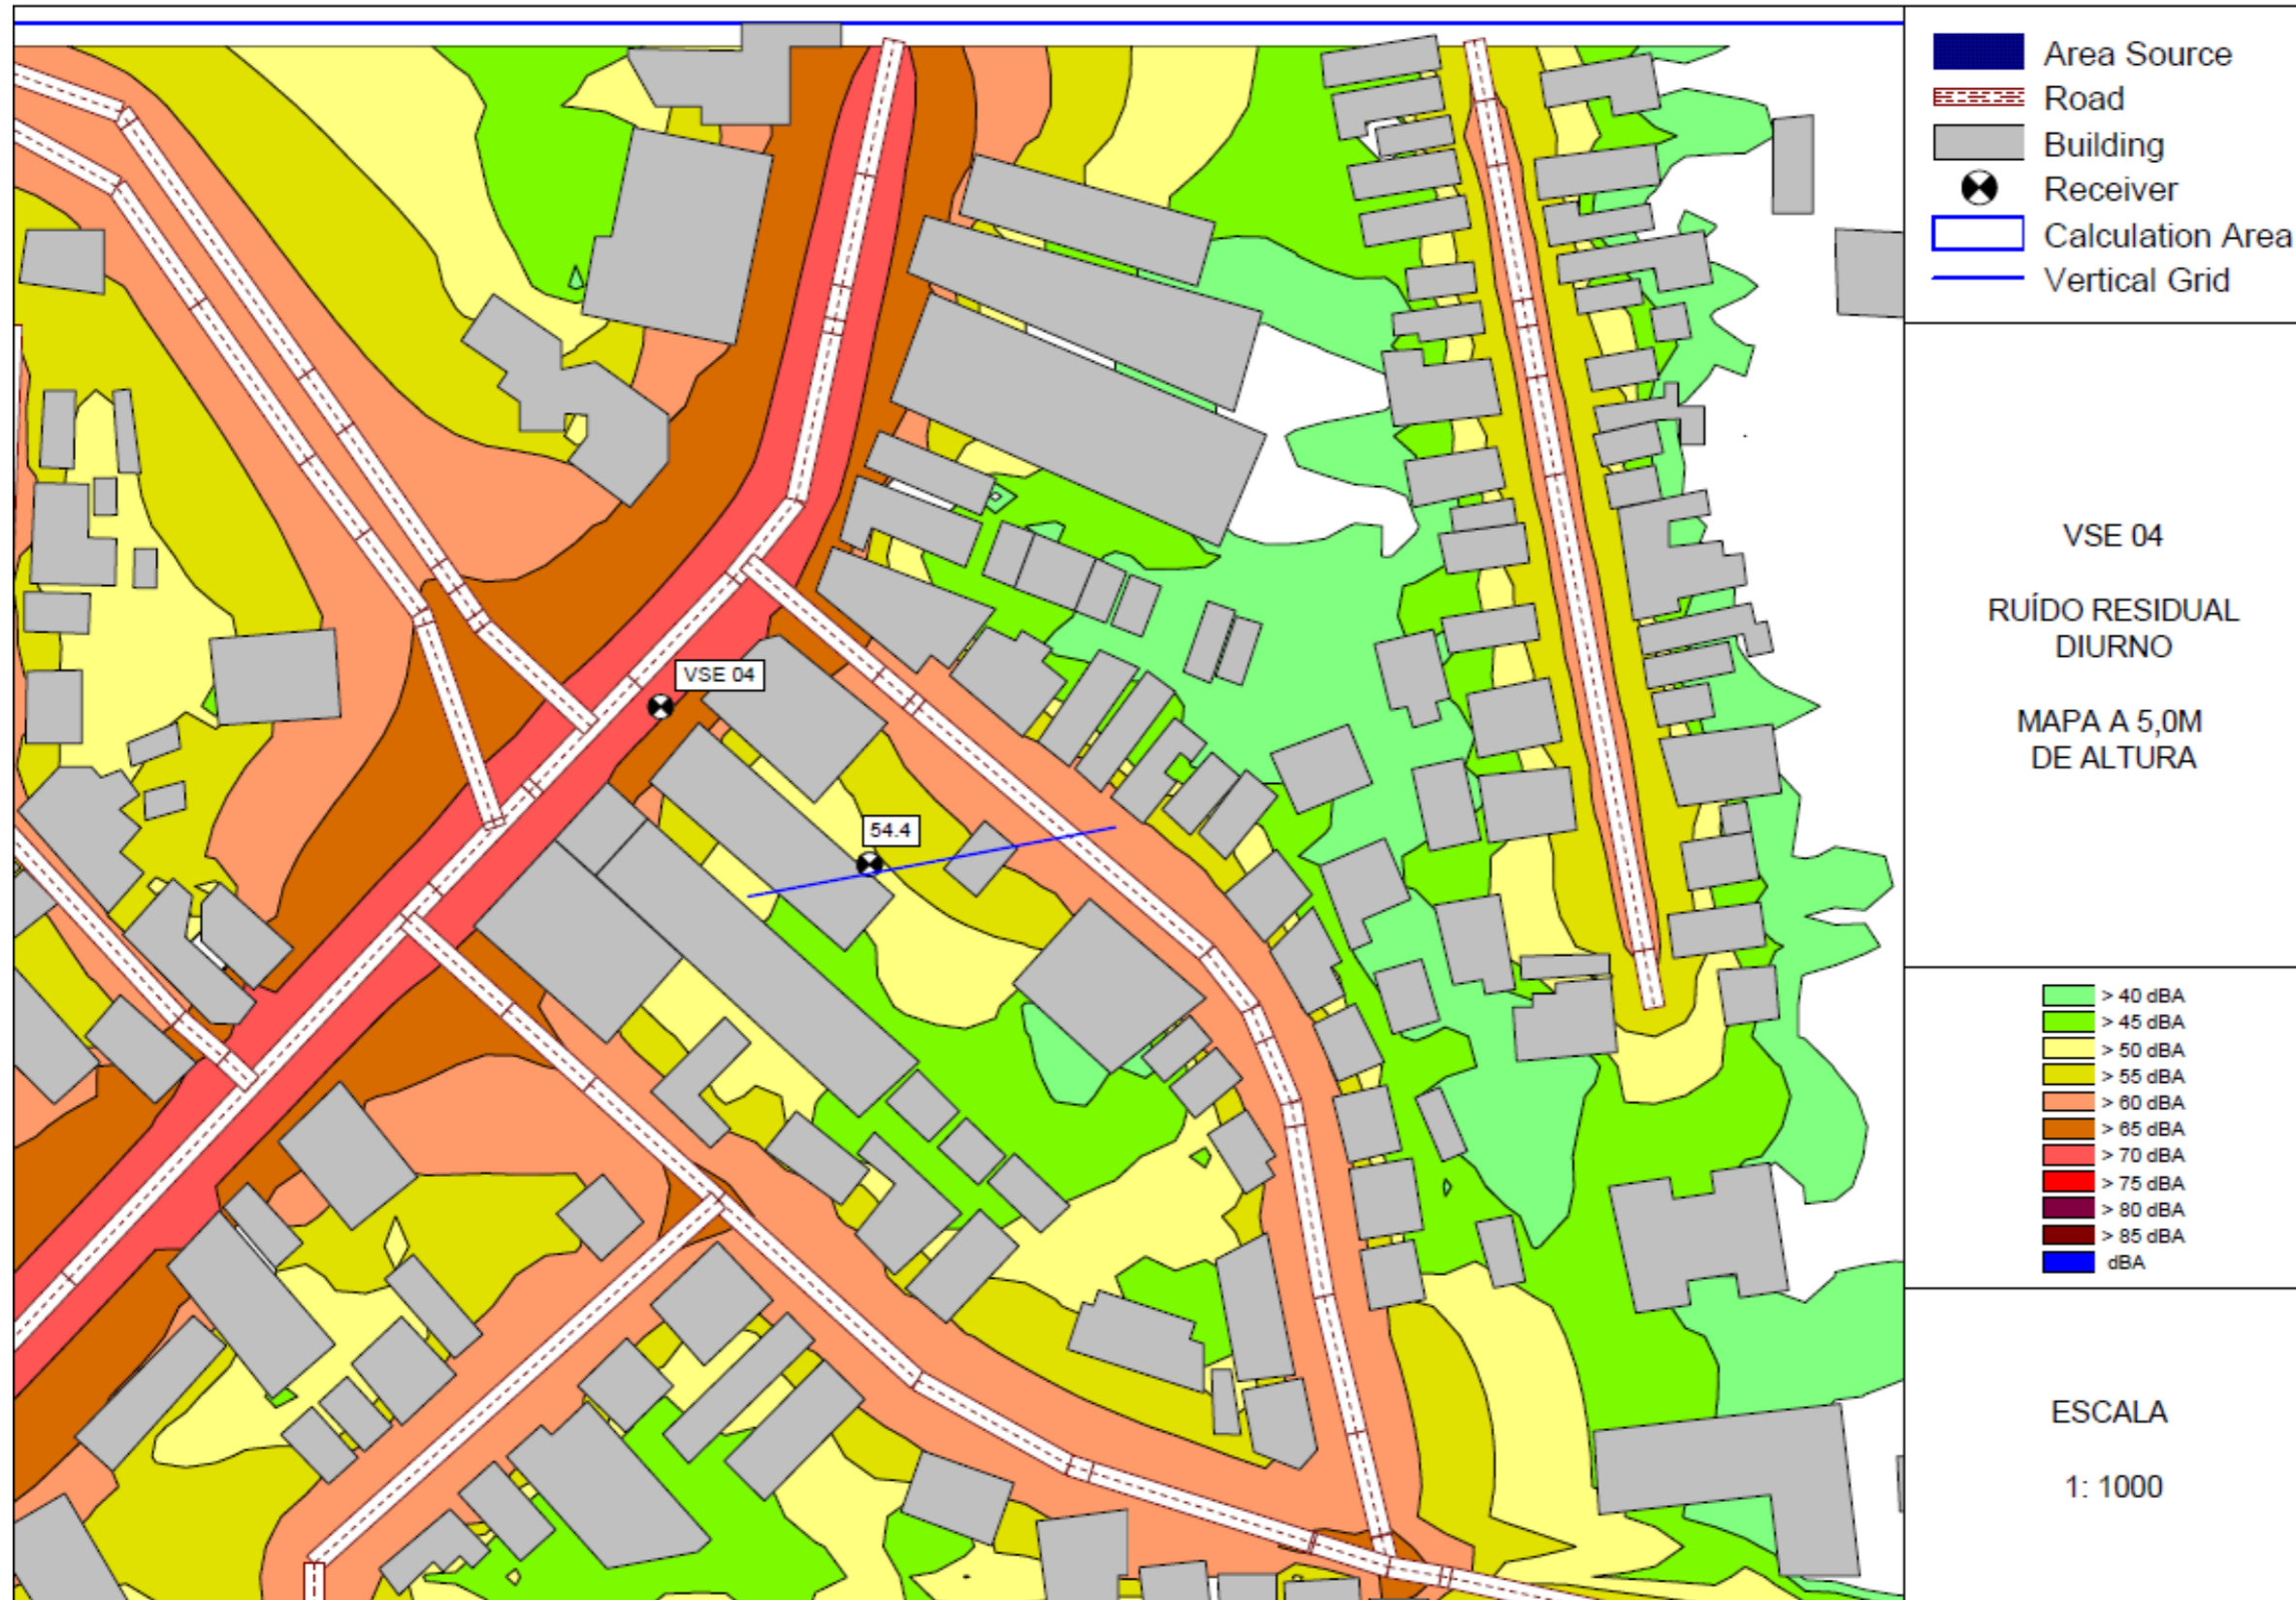 Area Source
Road
Building
Receiver
Calculation Area
Vertical Grid
VSE 04
54.4
VSE 04
RUÍDO RESIDUAL
DIURNO
MAPA A 5,0M
DE ALTURA
> 40 dBA
> 45 dBA
> 50 dBA
> 55 dBA
> 60 dBA
> 65 dBA
> 70 dBA
> 75 dBA
> 80 dBA
> 85 dBA
dBA
ESCALA
1: 1000